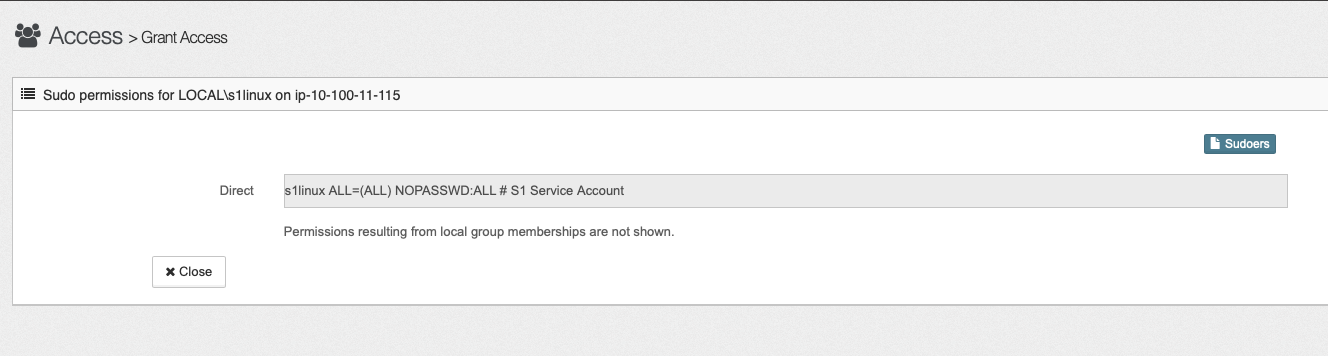 Access > Grant Access
Sudo permissions for LOCAL\s1linux on ip-10-100-11-115
Sudoers
Direct s1linux ALL=(ALL) NOPASSWD:ALL # S1 Service Account
Permissions resulting from local group memberships are not shown.
Close